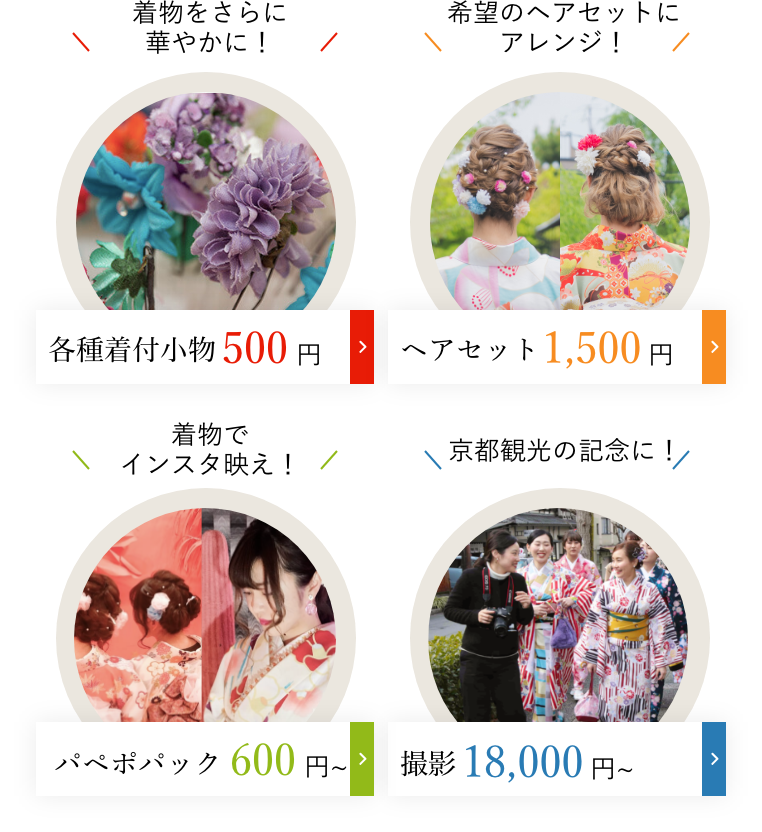 着物をさらに
華やかに!
希望のヘアセットに
アレンジ!
各種着付小物 500 円
ヘアセット 1,500 円
着物で
インスタ映え!
京都観光の記念に!
パペポパック 600 円~
撮影 18,000 円~